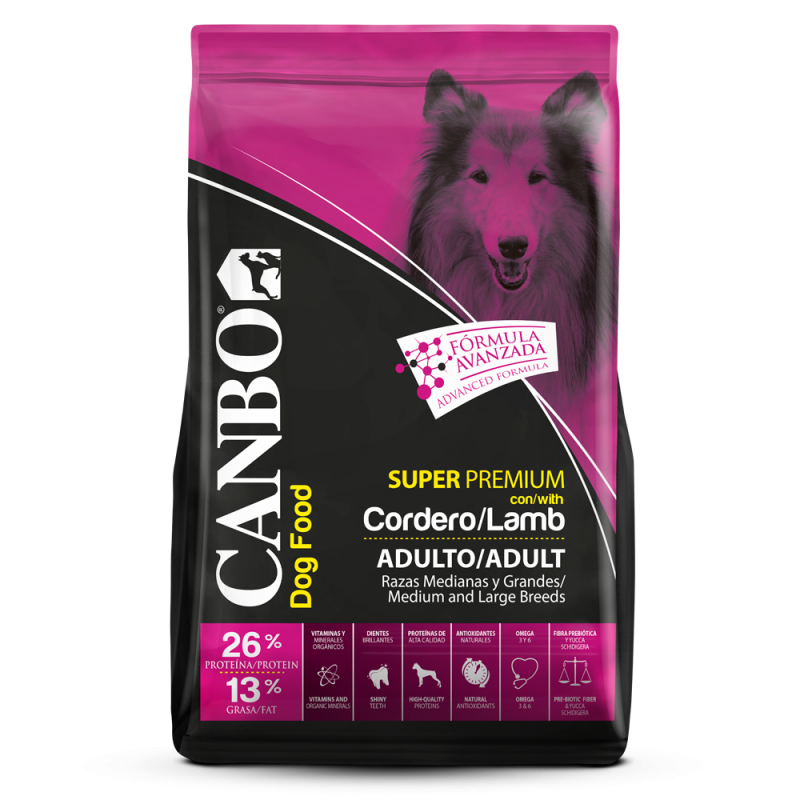 CANBO®
Dog Food
FÓRMULA
AVANZADA
ADVANCED FORMULA
SUPER PREMIUM
con/with
Cordero/Lamb
ADULTO/ADULT
Razas Medianas y Grandes/
Medium and Large Breeds
26%
PROTEÍNA/PROTEIN
13%
GRASA/FAT
VITAMINAS Y
MINERALES
ORGÁNICOS
VITAMINS AND
ORGANIC MINERALS
DIENTES
BRILLANTES
SHINY
TEETH
PROTEÍNAS DE
ALTA CALIDAD
HIGH-QUALITY
PROTEINS
ANTIOXIDANTES
NATURALES
NATURAL
ANTIOXIDANTS
OMEGA
3 Y 6
OMEGA
3 & 6
FIBRA PREBIÓTICA
Y YUCCA
SCHIDIGERA
PRE-BIOTIC FIBER
& YUCCA
SCHIDIGERA